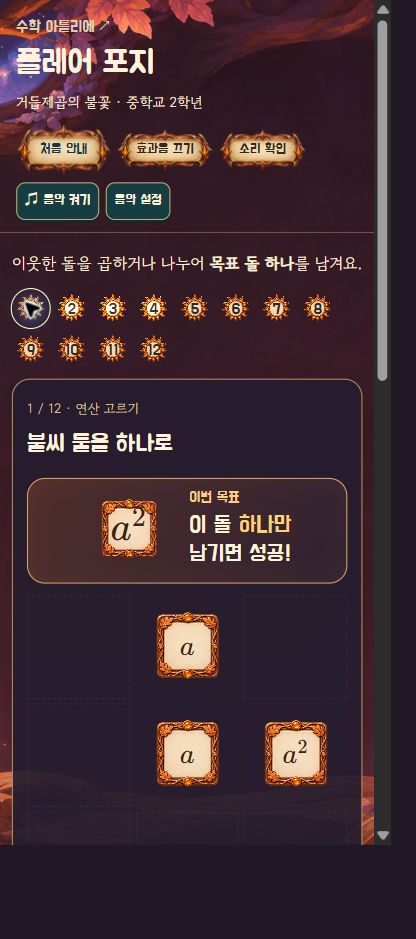 수학 아틀리에 ↗
플레어 포지
거듭제곱의 불꽃 · 중학교 2학년
처음 안내 효과음 끄기 소리 확인
♫ 음악 켜기 음악 설정
이웃한 돌을 곱하거나 나누어 목표 돌 하나를 남겨요.
2 3 4 5 6 7 8
9 10 11 12
1 / 12 · 연산 고르기
불씨 둘을 하나로
이번 목표
a² 이 돌 하나만
남기면 성공!
a
a a²